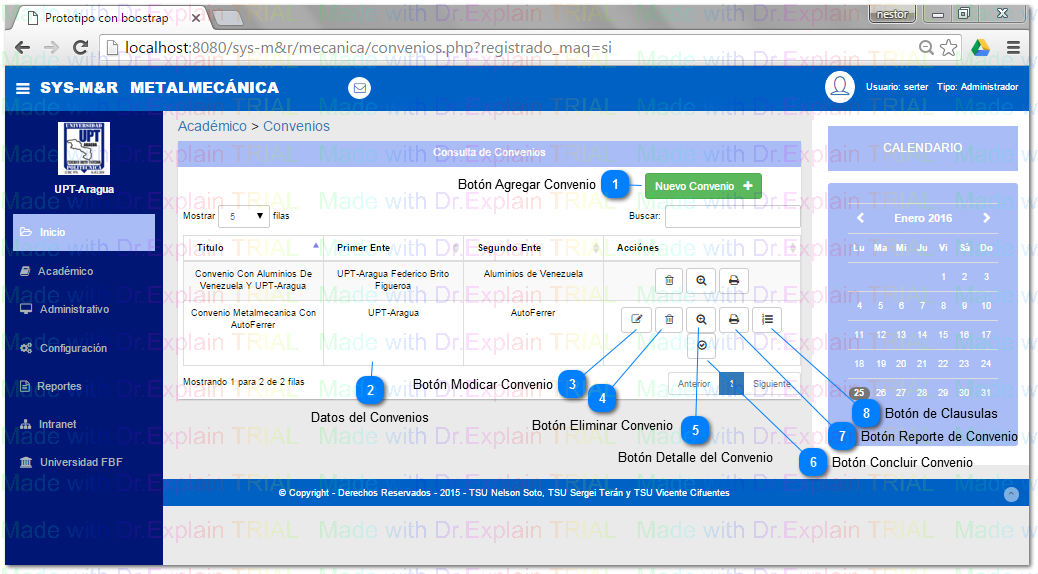 Prototipo con boostrap
nestor
localhost:8080/sys-m&r/mecanica/convenios.php?registrado_maq=si
SYS-M&R METALMECÁNICA
Usuario: serter Tipo: Administrador
UNIVERSIDAD
UPT
ARAGUA
UPT-Aragua
Inicio
Académico
Administrativo
Configuración
Reportes
Intranet
Universidad FBF
Académico > Convenios
Consulta de Convenios
Botón Agregar Convenio 1
Nuevo Convenio
Mostrar 5 filas
Buscar:
Titulo Primer Ente Segundo Ente Acciónes
Convenio Con Aluminios De Venezuela Y UPT-Aragua
UPT-Aragua Federico Brito Figueroa
Aluminios de Venezuela
Convenio Metalmecanica Con AutoFerrer
UPT-Aragua
AutoFerrer
Mostrando 1 para 2 de 2 filas
Anterior 1 Siguiente
2
Datos del Convenios
Botón Modicar Convenio 3
4
Botón Eliminar Convenio
5
Botón Detalle del Convenio
6 Botón Concluir Convenio
7 Botón Reporte de Convenio
8 Botón de Clausulas
CALENDARIO
Enero 2016
Lu Ma Mi Ju Vi Sá Do
1 2 3
4 5 6 7 8 9 10
11 12 13 14 15 16 17
18 19 20 21 22 23 24
25 26 27 28 29 30 31
© Copyright - Derechos Reservados - 2015 - TSU Nelson Soto, TSU Sergei Terán y TSU Vicente Cifuentes
Made with Dr.Explain TRIAL